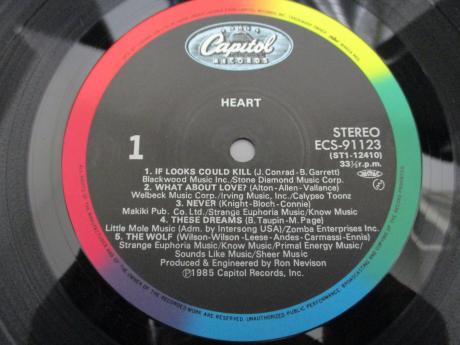 Capitol
RECORDS
HEART
1
STEREO
ECS-91123
(ST1-12410)
33⅓r.p.m.
1. IF LOOKS COULD KILL (J. Conrad-B. Garrett)
Blackwood Music Inc./Stone Diamond Music Corp.
2. WHAT ABOUT LOVE? (Alton-Allen-Vallance)
Welbeck Music Corp./Irving Music, Inc./Calypso Toonz
3. NEVER (Knight-Bloch-Connie)
Makiki Pub. Co. Ltd./Strange Euphoria Music/Know Music
4. THESE DREAMS (B. Taupin-M. Page)
Little Mole Music (Adm. by Intersong USA)/Zomba Enterprises Inc.
5. THE WOLF (Wilson-Wilson-Leese-Andes-Carmassi-Ennis)
Strange Euphoria Music/Know Music/Primal Energy Music/
Sounds Like Music/Sheer Music
Produced & Engineered by Ron Nevison
Ⓟ©1985 Capitol Records, Inc.